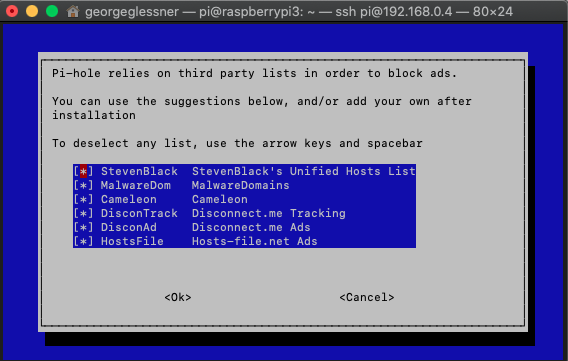 georgeglessner — pi@raspberrypi3: ~ — ssh pi@192.168.0.4 — 80×24
Pi-hole relies on third party lists in order to block ads.
You can use the suggestions below, and/or add your own after
installation
To deselect any list, use the arrow keys and spacebar
[*] StevenBlack StevenBlack's Unified Hosts List
[*] MalwareDom MalwareDomains
[*] Cameleon Cameleon
[*] DisconTrack Disconnect.me Tracking
[*] DisconAd Disconnect.me Ads
[*] HostsFile Hosts-file.net Ads
<Ok> <Cancel>